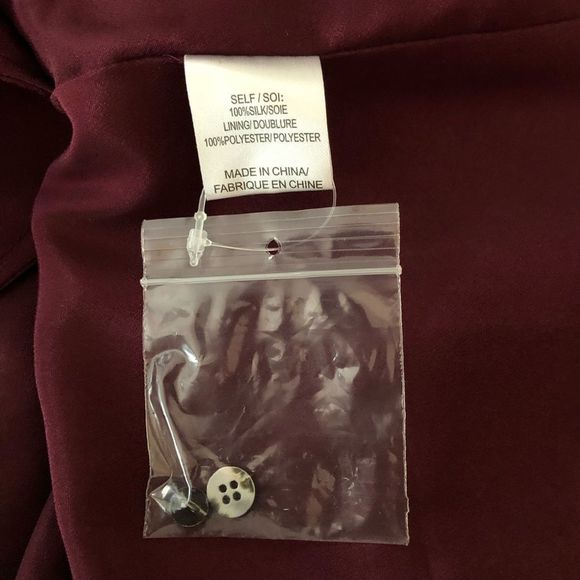 SELF / SOI:
100%SILK/SOIE
LINING/ DOUBLURE
100%POLYESTER/ POLYESTER
MADE IN CHINA/
FABRIQUE EN CHINE